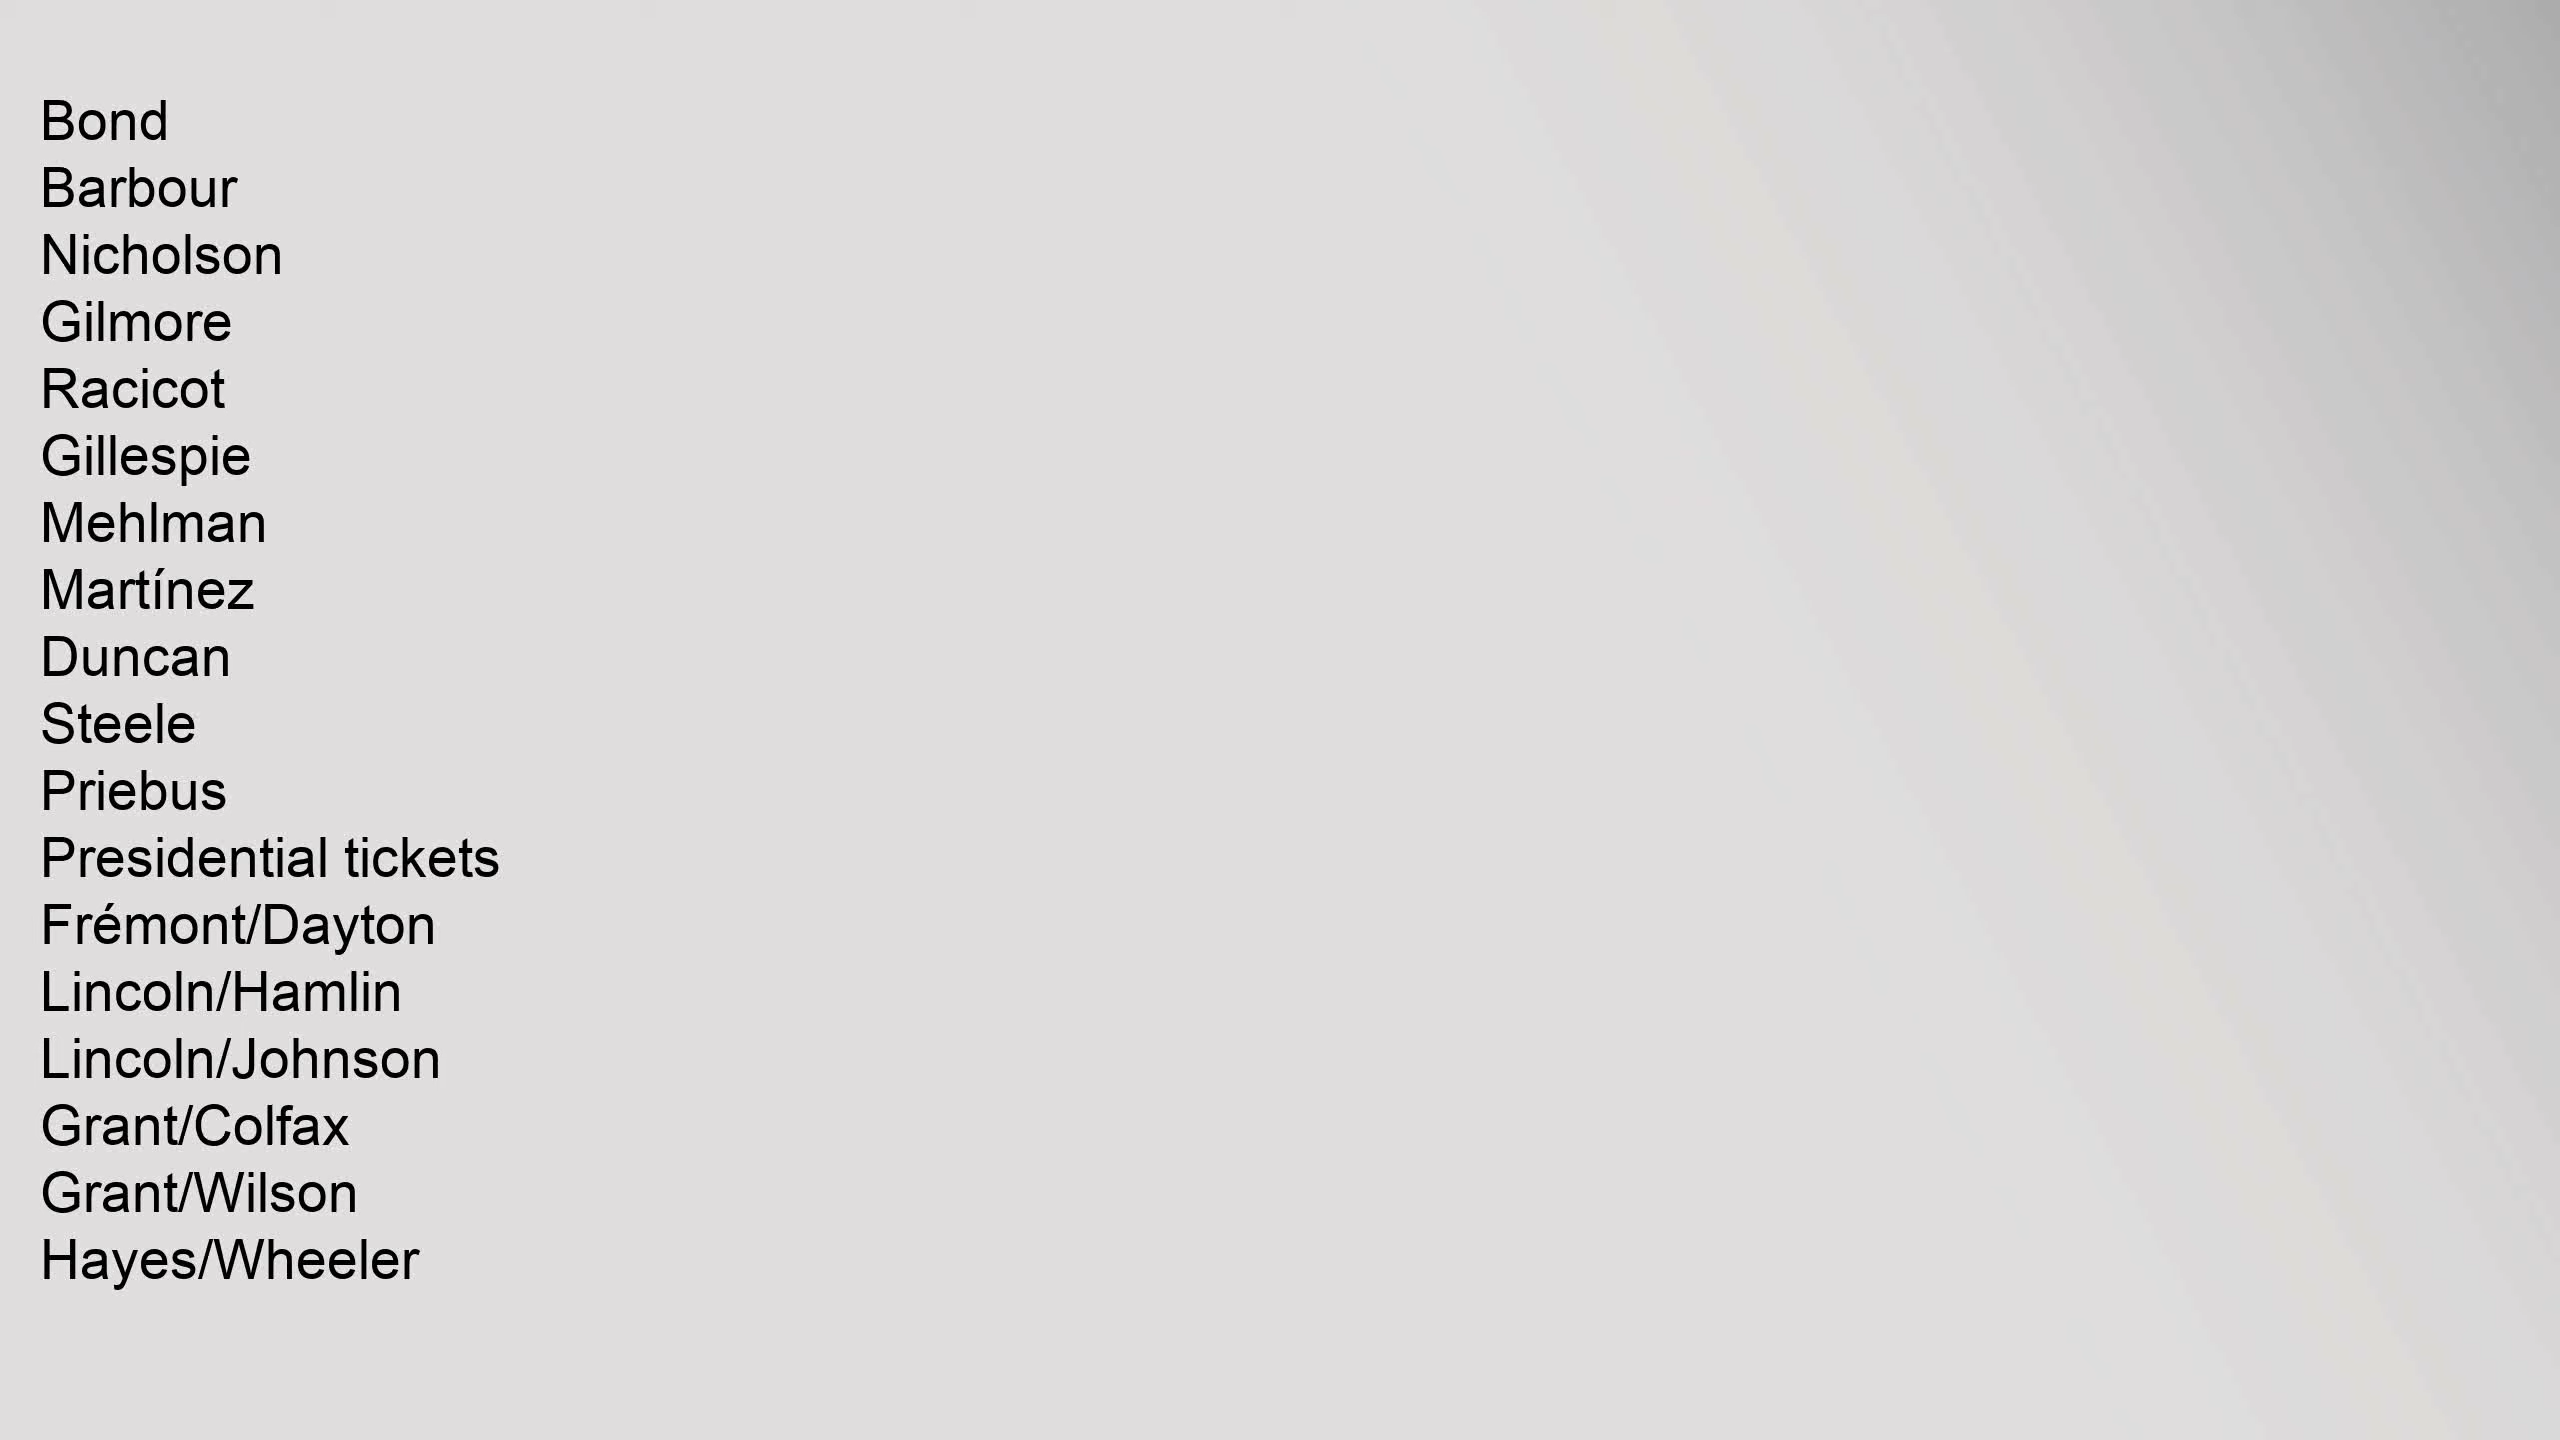 Bond
Barbour
Nicholson
Gilmore
Racicot
Gillespie
Mehlman
Martínez
Duncan
Steele
Priebus
Presidential tickets
Frémont/Dayton
Lincoln/Hamlin
Lincoln/Johnson
Grant/Colfax
Grant/Wilson
Hayes/Wheeler